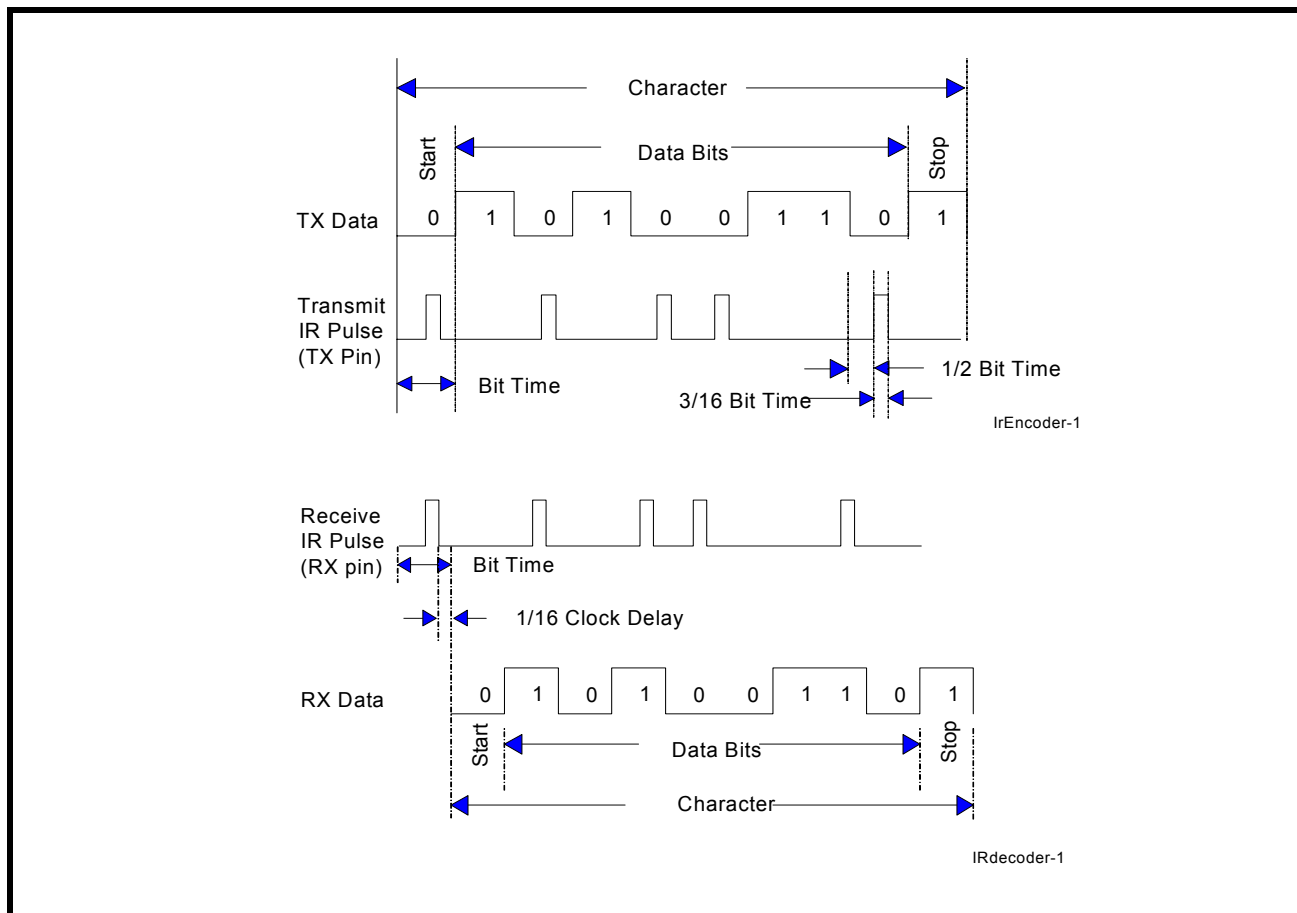 Character
Start
Data Bits
Stop
TX Data 0 1 0 1 0 0 1 1 0 1
Transmit
IR Pulse
(TX Pin)
Bit Time
1/2 Bit Time
3/16 Bit Time
IrEncoder-1
Receive
IR Pulse
(RX pin)
Bit Time
1/16 Clock Delay
RX Data 0 1 0 1 0 0 1 1 0 1
Start
Data Bits
Stop
Character
IRdecoder-1